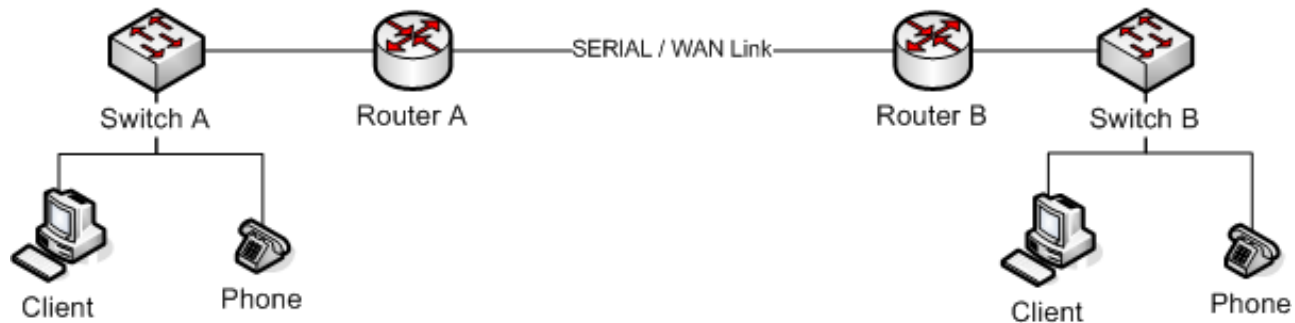 SERIAL / WAN Link
Switch A
Router A
Router B
Switch B
Client
Phone
Client
Phone